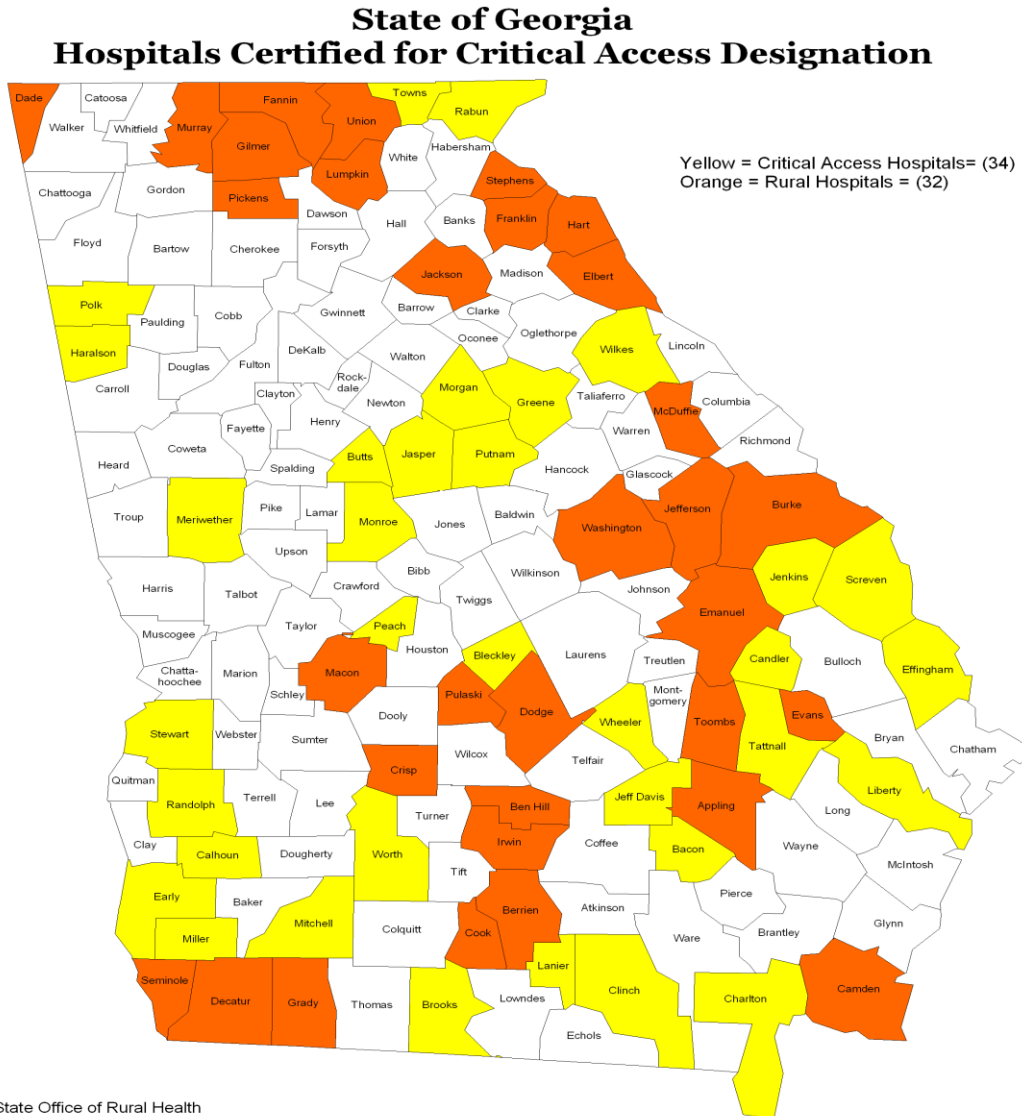 State of Georgia
Hospitals Certified for Critical Access Designation
Yellow = Critical Access Hospitals= (34)
Orange = Rural Hospitals = (32)
Dade
Catoosa
Walker
Whitfield
Murray
Fannin
Gilmer
Union
Towns
Rabun
White
Habersham
Lumpkin
Stephens
Chattooga
Gordon
Pickens
Dawson
Hall
Banks
Franklin
Hart
Floyd
Bartow
Cherokee
Forsyth
Jackson
Madison
Elbert
Polk
Paulding
Cobb
Gwinnett
Barrow
Clarke
Oconee
Oglethorpe
Wilkes
Lincoln
Haralson
Douglas
Fulton
DeKalb
Rock-
dale
Walton
Morgan
Greene
Taliaferro
McDuffie
Columbia
Carroll
Clayton
Newton
Henry
Fayette
Coweta
Heard
Spalding
Butts
Jasper
Putnam
Hancock
Warren
Glascock
Richmond
Troup
Meriwether
Pike
Lamar
Monroe
Jones
Baldwin
Washington
Jefferson
Burke
Upson
Bibb
Wilkinson
Johnson
Jenkins
Screven
Harris
Talbot
Crawford
Twiggs
Emanuel
Muscogee
Taylor
Peach
Houston
Bleckley
Laurens
Treutlen
Candler
Bulloch
Effingham
Chatta-
hoochee
Marion
Schley
Macon
Pulaski
Dodge
Mont-
gomery
Toombs
Evans
Stewart
Webster
Sumter
Dooly
Wilcox
Wheeler
Telfair
Tattnall
Bryan
Chatham
Quitman
Randolph
Terrell
Lee
Crisp
Turner
Ben Hill
Jeff Davis
Appling
Liberty
Long
Clay
Calhoun
Dougherty
Worth
Tift
Irwin
Coffee
Bacon
Wayne
McIntosh
Early
Baker
Mitchell
Colquitt
Berrien
Atkinson
Pierce
Miller
Cook
Ware
Brantley
Glynn
Seminole
Decatur
Grady
Thomas
Brooks
Lowndes
Lanier
Clinch
Echols
Charlton
Camden
State Office of Rural Health